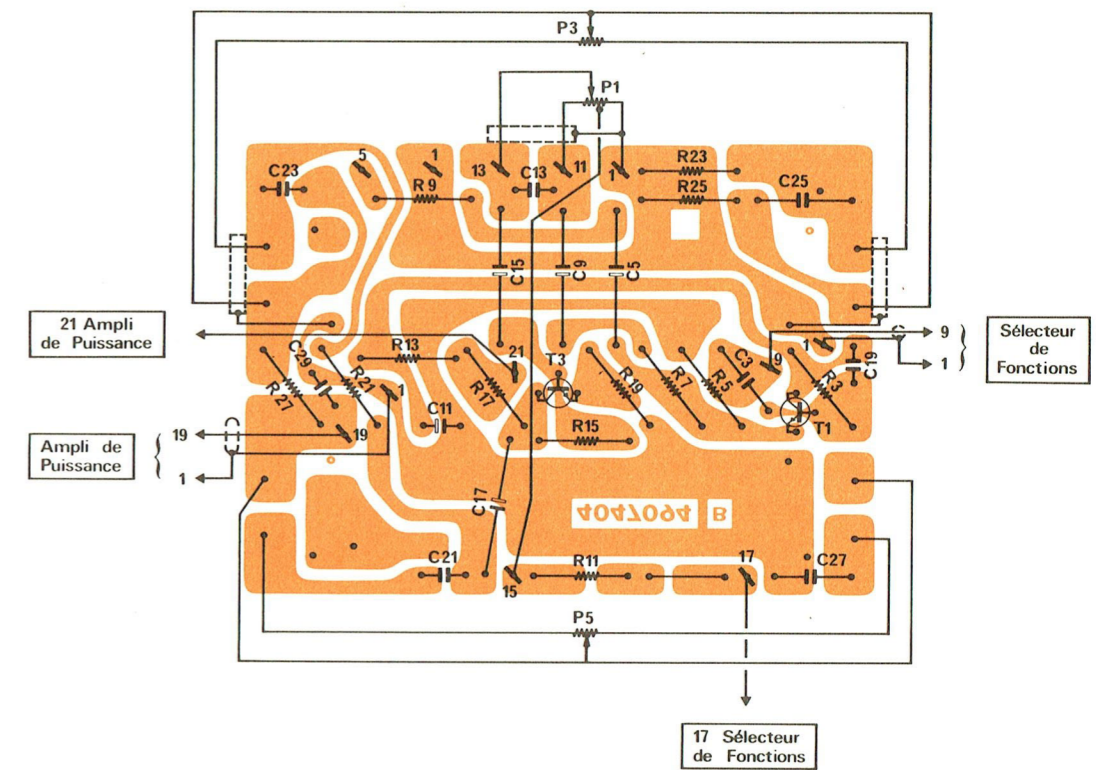 P3
P1
5
1
13
C13
11
1
R23
C23
R 9
R25
C25
C15
C9
C5
21 Ampli
de Puissance
9
1
Sélecteur
de
Fonctions
R13
21
T3
1
9
C19
C29
R21
R27
1
R17
R19
R7
R5
C3
R3
T1
C11
19
Ampli de
Puissance
19
1
R15
C17
4047094 B
C21
15
R11
17
C27
P5
17 Sélecteur
de Fonctions